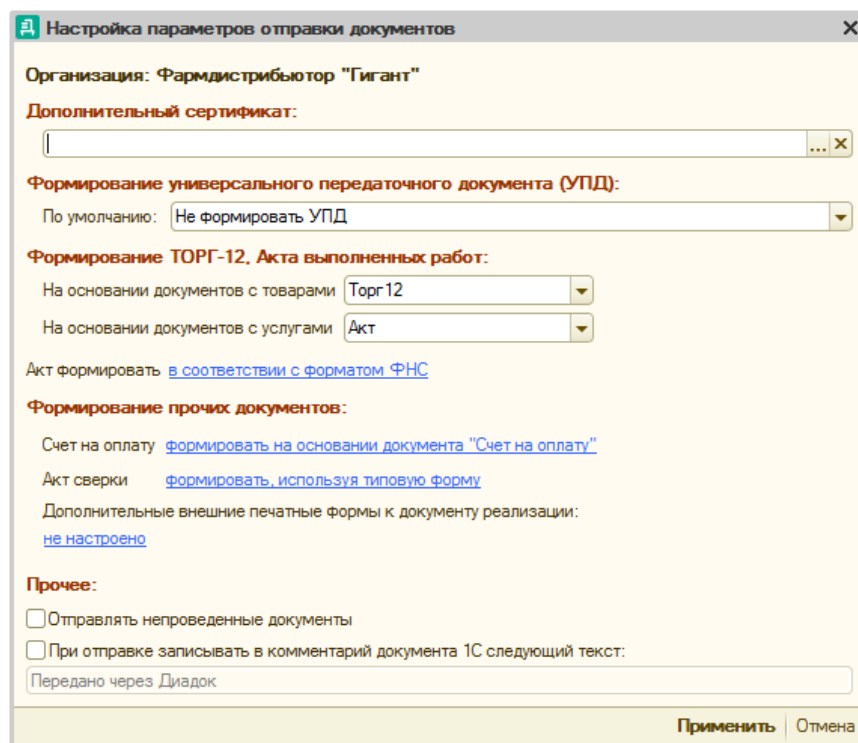 Настройка параметров отправки документов
Организация: Фармдистрибьютор "Гигант"
Дополнительный сертификат:
...
Формирование универсального передаточного документа (УПД):
По умолчанию: Не формировать УПД
Формирование ТОРГ-12, Акта выполненных работ:
На основании документов с товарами Торг12
На основании документов с услугами Акт
Акт формировать в соответствии с форматом ФНС
Формирование прочих документов:
Счет на оплату формировать на основании документа "Счет на оплату"
Акт сверки формировать, используя типовую форму
Дополнительные внешние печатные формы к документу реализации:
не настроено
Прочее:
Отправлять непроведенные документы
При отправке записывать в комментарий документа 1С следующий текст:
Передано через Диадок
Применить Отмена